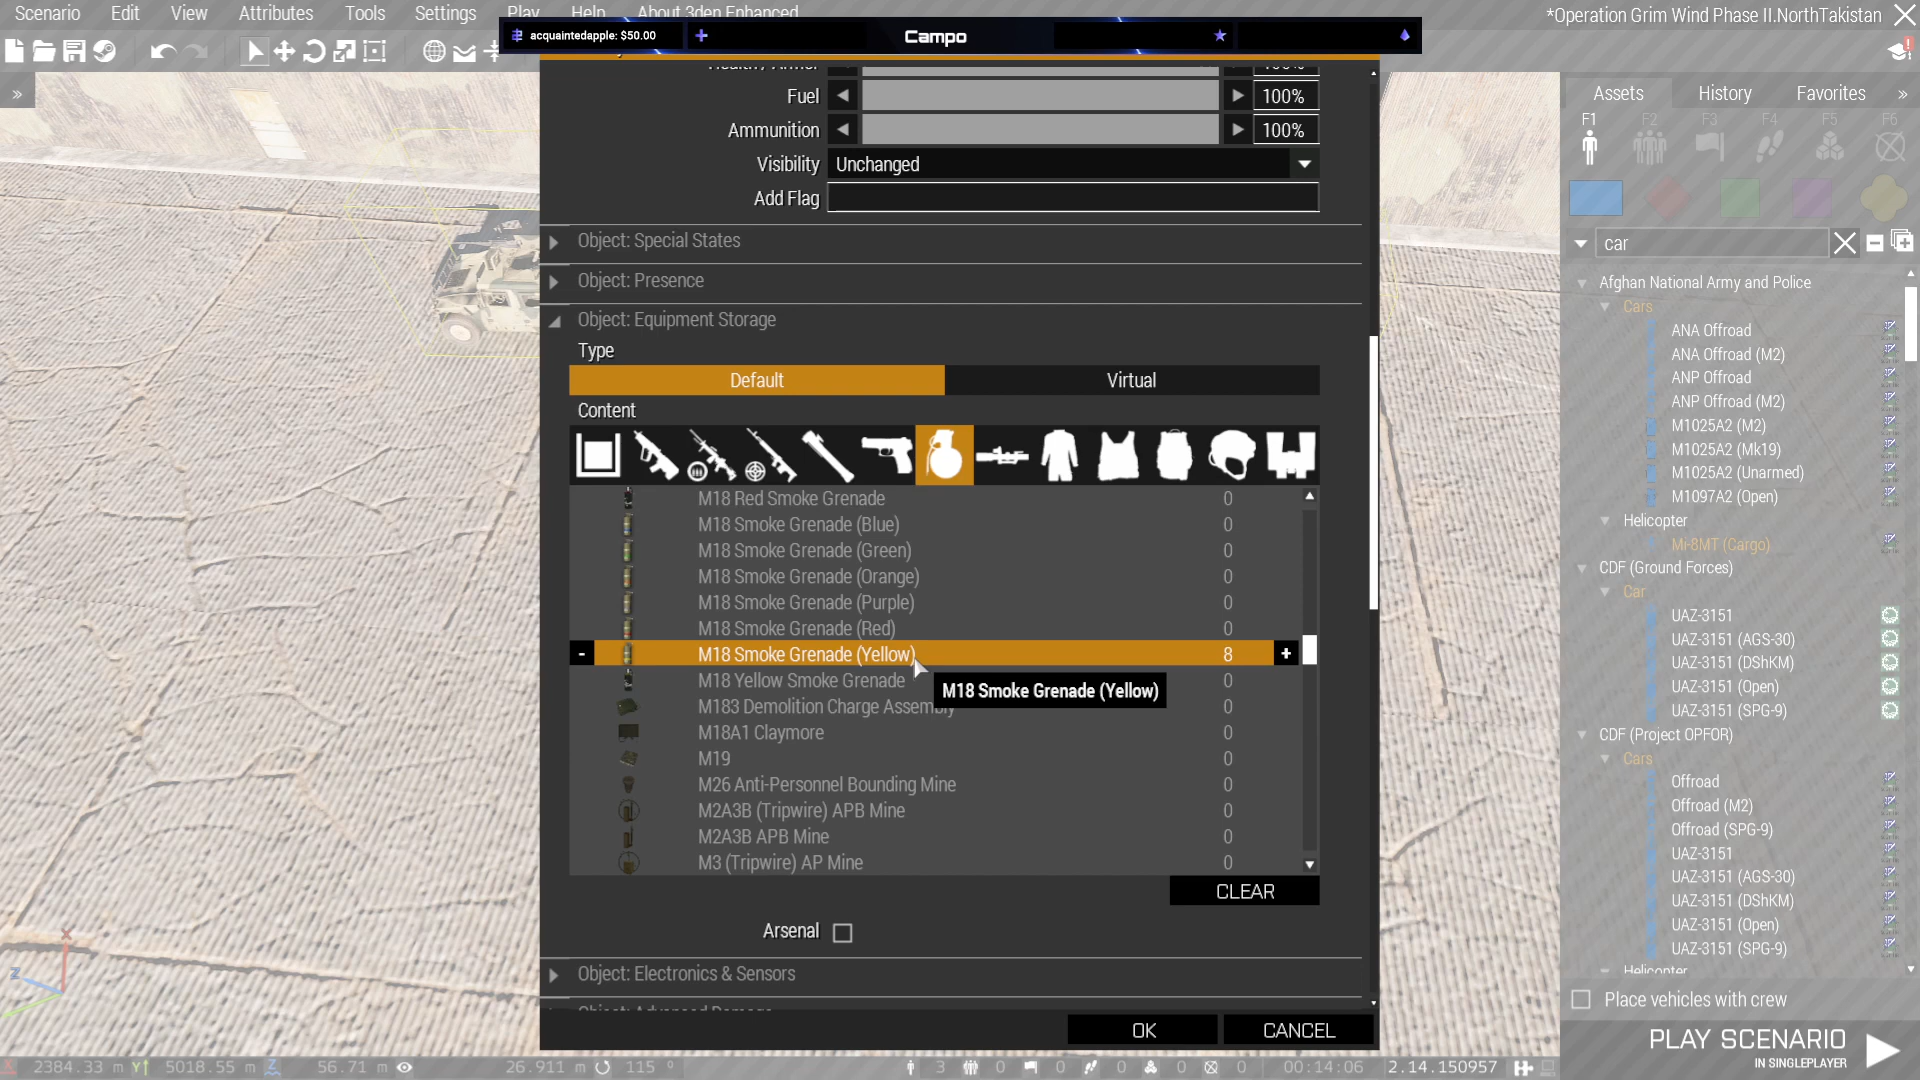 Scenario Edit View Attributes Tools Settings Play Help About 3den Enhanced
*Operation Grim Wind Phase II.NorthTakistan
acquaintedapple: $50.00
Campo
Fuel 100%
Ammunition 100%
Visibility Unchanged
Add Flag
Object: Special States
Object: Presence
Object: Equipment Storage
Type
Default Virtual
Content
M18 Red Smoke Grenade 0
M18 Smoke Grenade (Blue) 0
M18 Smoke Grenade (Green) 0
M18 Smoke Grenade (Orange) 0
M18 Smoke Grenade (Purple) 0
M18 Smoke Grenade (Red) 0
- M18 Smoke Grenade (Yellow) 8 +
M18 Yellow Smoke Grenade 0
M18 Smoke Grenade (Yellow)
M183 Demolition Charge Assembly 0
M18A1 Claymore 0
M19 0
M26 Anti-Personnel Bounding Mine 0
M2A3B (Tripwire) APB Mine 0
M2A3B APB Mine 0
M3 (Tripwire) AP Mine 0
CLEAR
Arsenal
Object: Electronics & Sensors
OK CANCEL
Assets History Favorites »
F1 F2 F3 F4 F5 F6
car
Afghan National Army and Police
Cars
ANA Offroad
ANA Offroad (M2)
ANP Offroad
ANP Offroad (M2)
M1025A2 (M2)
M1025A2 (Mk19)
M1025A2 (Unarmed)
M1097A2 (Open)
Helicopter
Mi-8MT (Cargo)
CDF (Ground Forces)
Car
UAZ-3151
UAZ-3151 (AGS-30)
UAZ-3151 (DShKM)
UAZ-3151 (Open)
UAZ-3151 (SPG-9)
CDF (Project OPFOR)
Cars
Offroad
Offroad (M2)
Offroad (SPG-9)
UAZ-3151
UAZ-3151 (AGS-30)
UAZ-3151 (DShKM)
UAZ-3151 (Open)
UAZ-3151 (SPG-9)
Helicopter
Place vehicles with crew
PLAY SCENARIO
IN SINGLEPLAYER
X 2384.33 m Y 5018.55 m Z 56.71 m 26.911 m 115 ° 3 0 0 0 0 0 00:14:06 2.14.150957